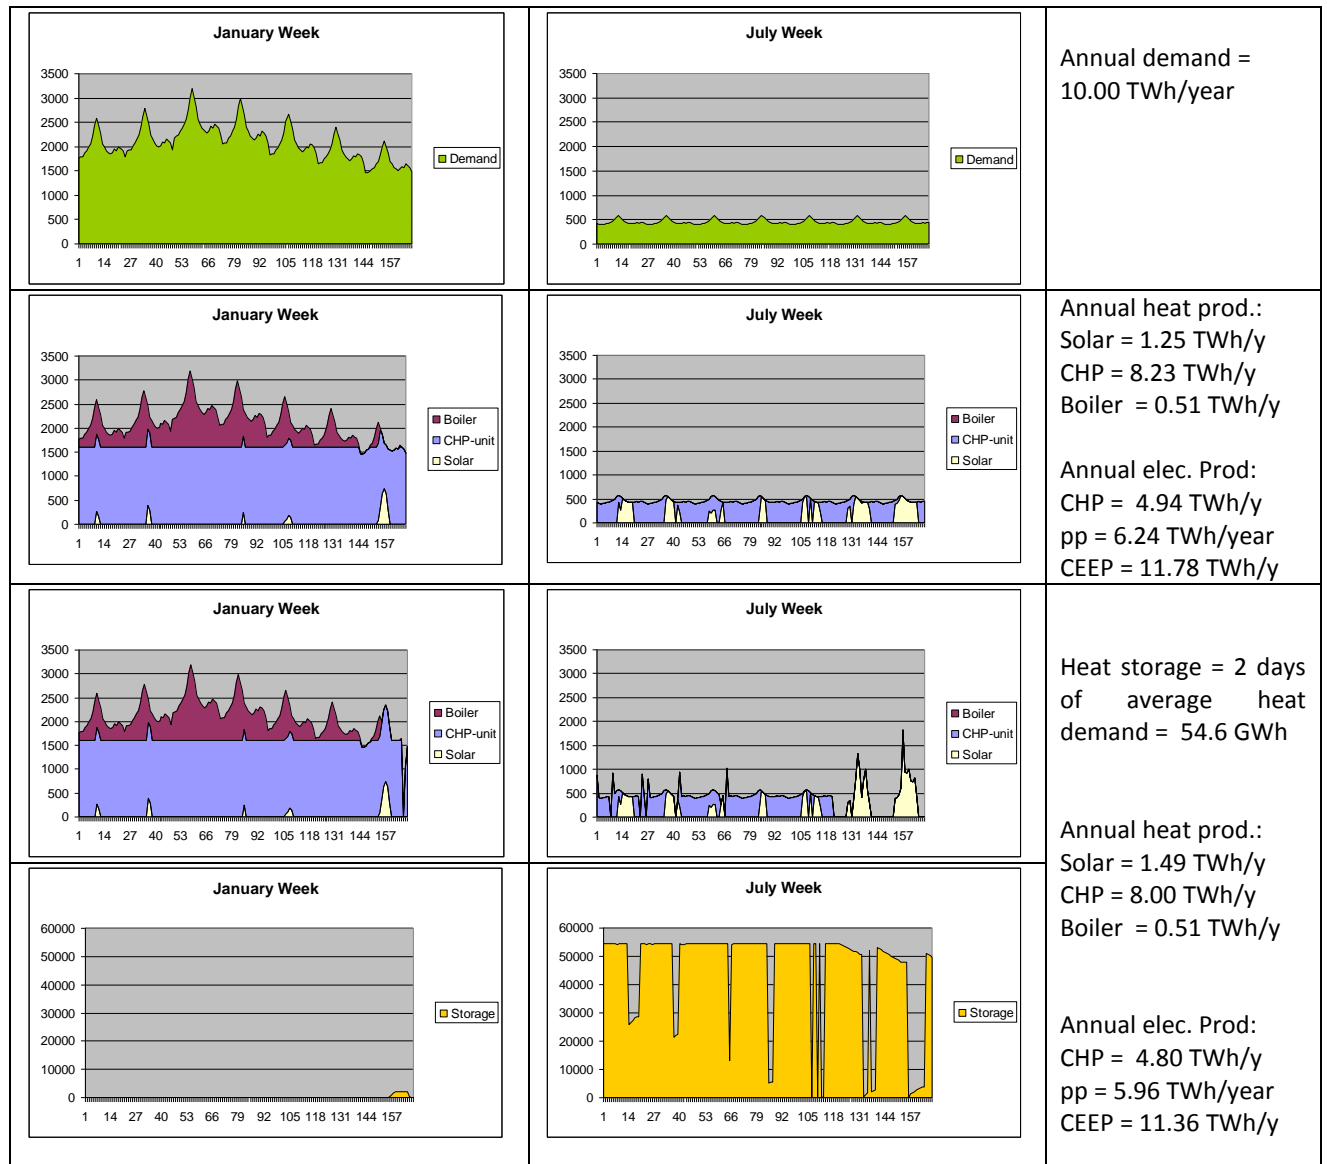 January Week
3500
3000
2500
2000
1500
1000
500
0
1 14 27 40 53 66 79 92 105 118 131 144 157
Demand
July Week
3500
3000
2500
2000
1500
1000
500
0
1 14 27 40 53 66 79 92 105 118 131 144 157
Demand
Annual demand =
10.00 TWh/year
January Week
3500
3000
2500
2000
1500
1000
500
0
1 14 27 40 53 66 79 92 105 118 131 144 157
Boiler
CHP-unit
Solar
July Week
3500
3000
2500
2000
1500
1000
500
0
1 14 27 40 53 66 79 92 105 118 131 144 157
Boiler
CHP-unit
Solar
Annual heat prod.:
Solar = 1.25 TWh/y
CHP = 8.23 TWh/y
Boiler = 0.51 TWh/y
Annual elec. Prod:
CHP = 4.94 TWh/y
pp = 6.24 TWh/year
CEEP = 11.78 TWh/y
January Week
3500
3000
2500
2000
1500
1000
500
0
1 14 27 40 53 66 79 92 105 118 131 144 157
Boiler
CHP-unit
Solar
July Week
3500
3000
2500
2000
1500
1000
500
0
1 14 27 40 53 66 79 92 105 118 131 144 157
Boiler
CHP-unit
Solar
January Week
60000
50000
40000
30000
20000
10000
0
1 14 27 40 53 66 79 92 105 118 131 144 157
Storage
July Week
60000
50000
40000
30000
20000
10000
0
1 14 27 40 53 66 79 92 105 118 131 144 157
Storage
Heat storage = 2 days
of average heat
demand = 54.6 GWh
Annual heat prod.:
Solar = 1.49 TWh/y
CHP = 8.00 TWh/y
Boiler = 0.51 TWh/y
Annual elec. Prod:
CHP = 4.80 TWh/y
pp = 5.96 TWh/year
CEEP = 11.36 TWh/y